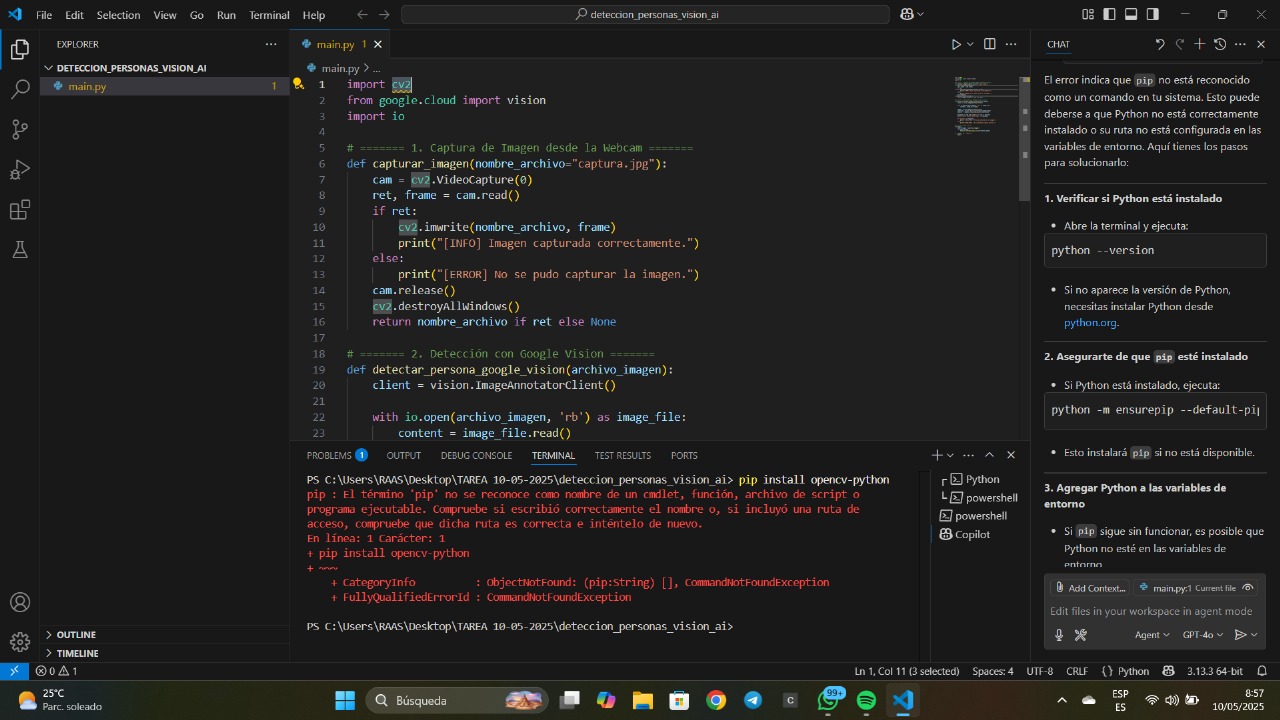 File Edit Selection View Go Run Terminal Help
deteccion_personas_vision_ai
EXPLORER
DETECCION_PERSONAS_VISION_AI
main.py 1
OUTLINE
TIMELINE
main.py 1
main.py > ...
1 import cv2
2 from google.cloud import vision
3 import io
4
5 # ======= 1. Captura de Imagen desde la Webcam =======
6 def capturar_imagen(nombre_archivo="captura.jpg"):
7 cam = cv2.VideoCapture(0)
8 ret, frame = cam.read()
9 if ret:
10 cv2.imwrite(nombre_archivo, frame)
11 print("[INFO] Imagen capturada correctamente.")
12 else:
13 print("[ERROR] No se pudo capturar la imagen.")
14 cam.release()
15 cv2.destroyAllWindows()
16 return nombre_archivo if ret else None
17
18 # ======= 2. Detección con Google Vision =======
19 def detectar_persona_google_vision(archivo_imagen):
20 client = vision.ImageAnnotatorClient()
21
22 with io.open(archivo_imagen, 'rb') as image_file:
23 content = image_file.read()
PROBLEMS 1 OUTPUT DEBUG CONSOLE TERMINAL TEST RESULTS PORTS
PS C:\Users\RAAS\Desktop\TAREA 10-05-2025\deteccion_personas_vision_ai> pip install opencv-python
pip : El término 'pip' no se reconoce como nombre de un cmdlet, función, archivo de script o
programa ejecutable. Compruebe si escribió correctamente el nombre o, si incluyó una ruta de
acceso, compruebe que dicha ruta es correcta e inténtelo de nuevo.
En línea: 1 Carácter: 1
+ pip install opencv-python
+ ~~~
+ CategoryInfo : ObjectNotFound: (pip:String) [], CommandNotFoundException
+ FullyQualifiedErrorId : CommandNotFoundException
PS C:\Users\RAAS\Desktop\TAREA 10-05-2025\deteccion_personas_vision_ai>
Python
powershell
powershell
Copilot
CHAT
El error indica que pip no está reconocido
como un comando en tu sistema. Esto puede
deberse a que Python no está correctamente
instalado o su ruta no está configurada en las
variables de entorno. Aquí tienes los pasos
para solucionarlo:
1. Verificar si Python está instalado
• Abre la terminal y ejecuta:
python --version
• Si no aparece la versión de Python,
necesitas instalar Python desde
python.org.
2. Asegurarte de que pip esté instalado
• Si Python está instalado, ejecuta:
python -m ensurepip --default-pip
• Esto instalará pip si no está disponible.
3. Agregar Python a las variables de
entorno
• Si pip sigue sin funcionar, es posible que
Python no esté en las variables de
entorno
Add Context... main.py:1 Current file
Edit files in your workspace in agent mode
Agent GPT-4o
0 1
Ln 1, Col 11 (3 selected) Spaces: 4 UTF-8 CRLF {} Python 3.13.3 64-bit
25°C
Parc. soleado
Búsqueda
99+
ESP
ES
8:57
10/05/2025